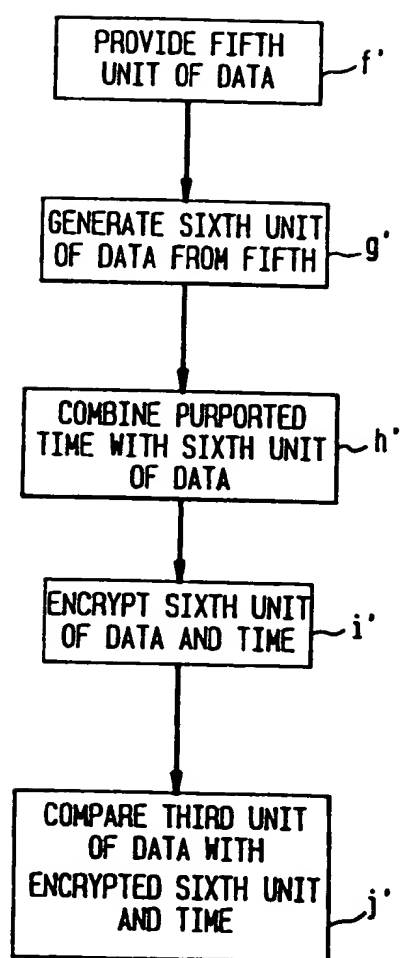 PROVIDE FIFTH
UNIT OF DATA
f'
GENERATE SIXTH UNIT
OF DATA FROM FIFTH
g'
COMBINE PURPORTED
TIME WITH SIXTH UNIT
OF DATA
h'
ENCRYPT SIXTH UNIT
OF DATA AND TIME
i'
COMPARE THIRD UNIT
OF DATA WITH
ENCRYPTED SIXTH UNIT
AND TIME
j'